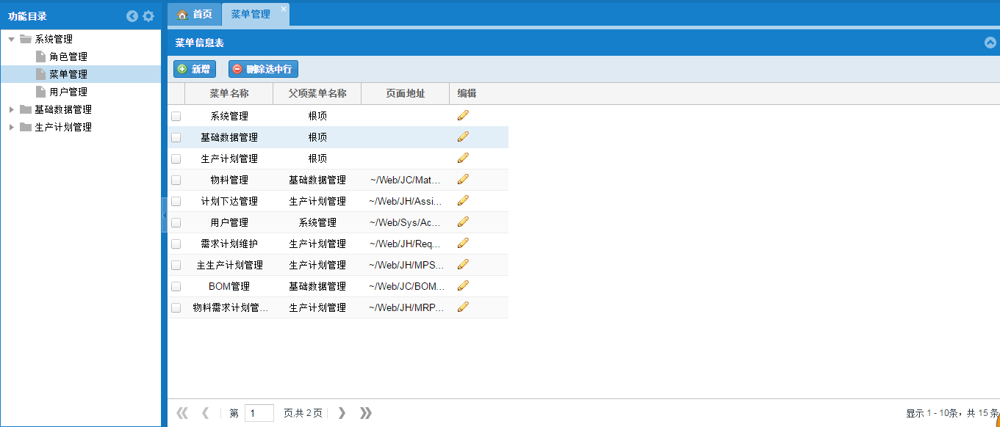 功能目录
系统管理
角色管理
菜单管理
用户管理
基础数据管理
生产计划管理
首页 菜单管理
菜单信息表
新增 删除选中行
菜单名称 父项菜单名称 页面地址 编辑
系统管理 根项
基础数据管理 根项
生产计划管理 根项
物料管理 基础数据管理 ~/Web/JC/Mat...
计划下达管理 生产计划管理 ~/Web/JH/Assi...
用户管理 系统管理 ~/Web/Sys/Ac...
需求计划维护 生产计划管理 ~/Web/JH/Req...
主生产计划管理 生产计划管理 ~/Web/JH/MPS...
BOM管理 基础数据管理 ~/Web/JC/BOM...
物料需求计划管... 生产计划管理 ~/Web/JH/MRP...
第 1 页,共 2 页 显示 1 - 10条，共 15 条